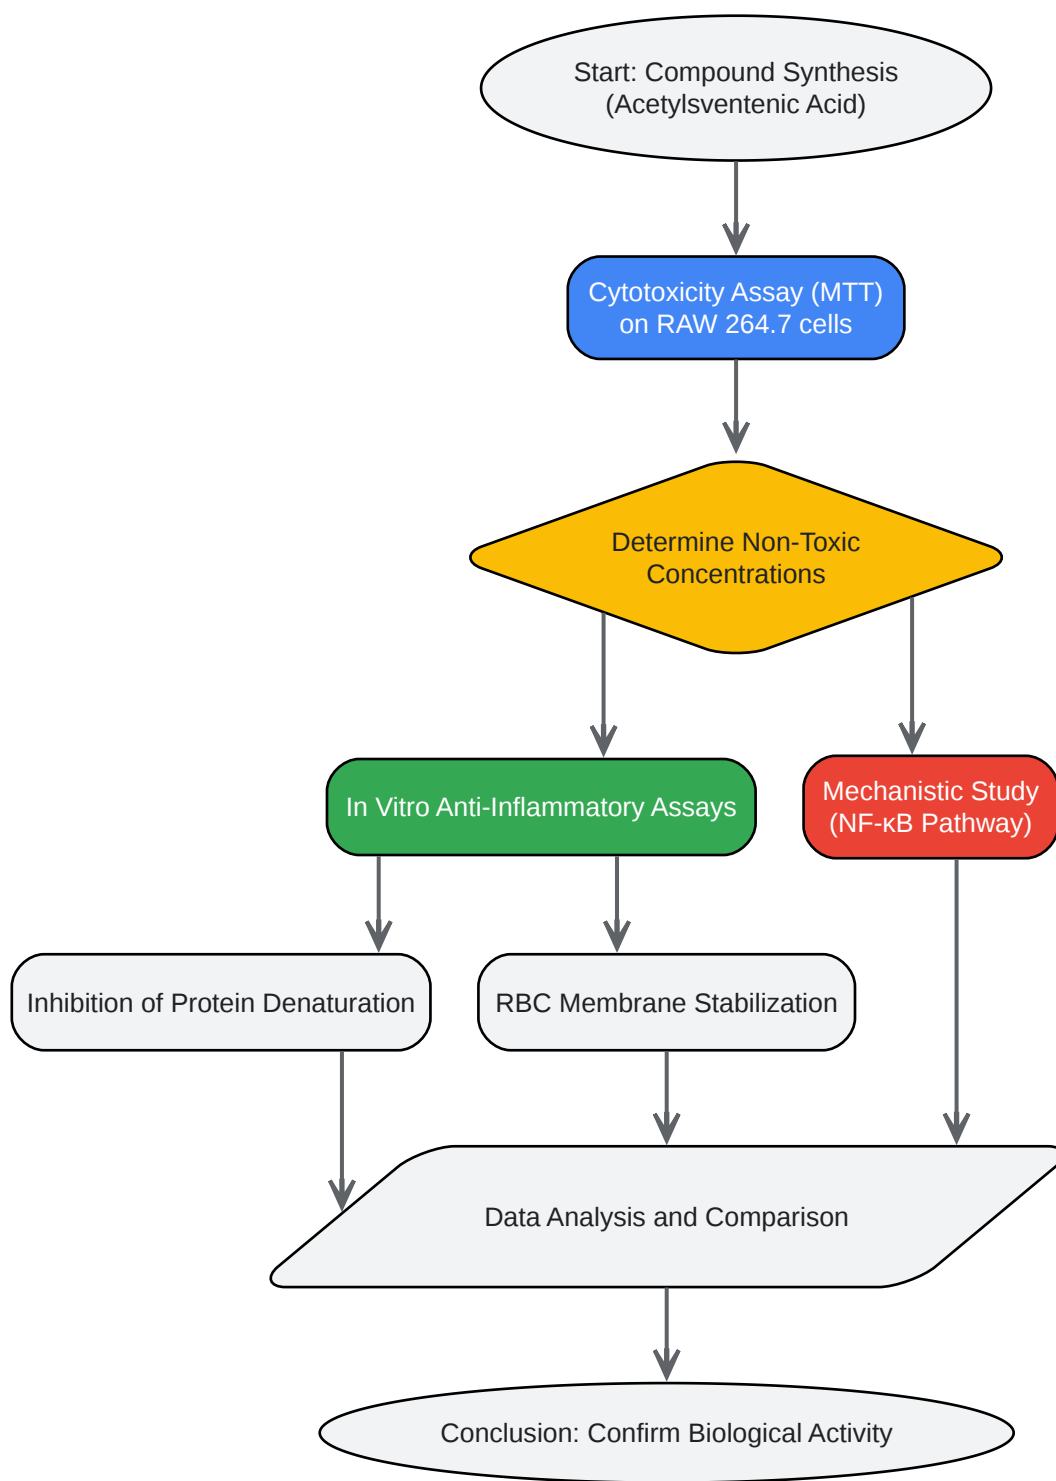 Start: Compound Synthesis
(Acetylsventenic Acid)
Cytotoxicity Assay (MTT)
on RAW 264.7 cells
Determine Non-Toxic
Concentrations
In Vitro Anti-Inflammatory Assays
Mechanistic Study
(NF-κB Pathway)
Inhibition of Protein Denaturation
RBC Membrane Stabilization
Data Analysis and Comparison
Conclusion: Confirm Biological Activity